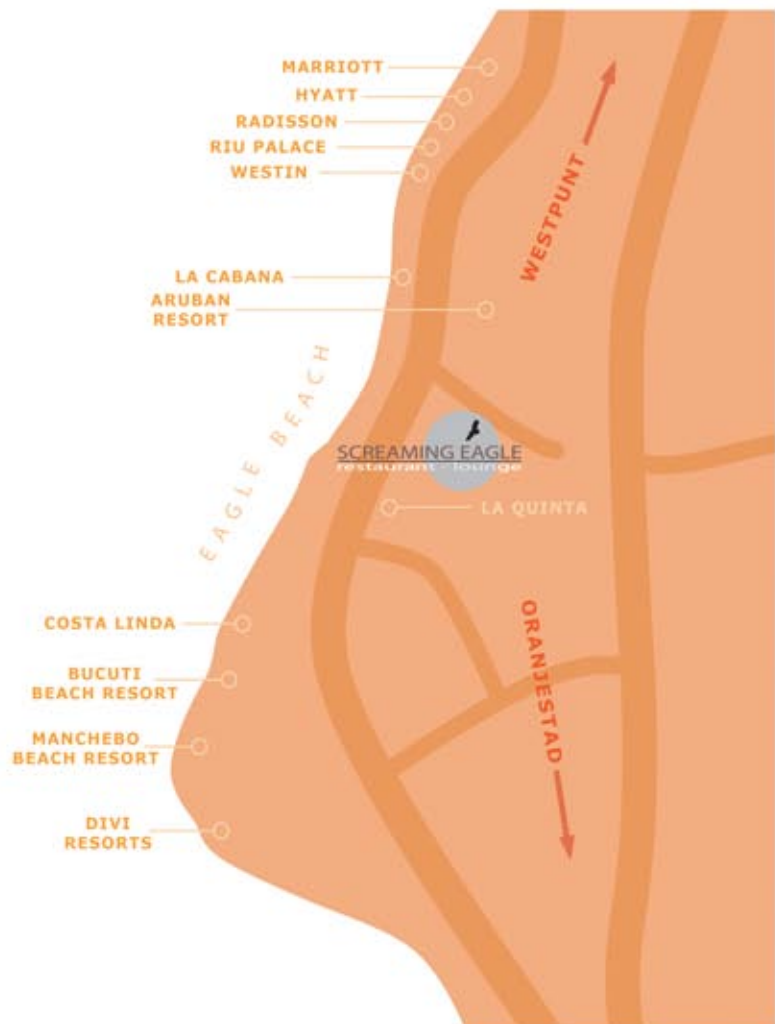 MARRIOTT
HYATT
RADISSON
RIU PALACE
WESTIN
WESTPUNT
LA CABANA
ARUBAN
RESORT
EAGLE BEACH
SCREAMING EAGLE
restaurant - lounge
LA QUINTA
COSTA LINDA
ORANJESTAD
BUCUTI
BEACH RESORT
MANCHEBO
BEACH RESORT
DIVI
RESORTS